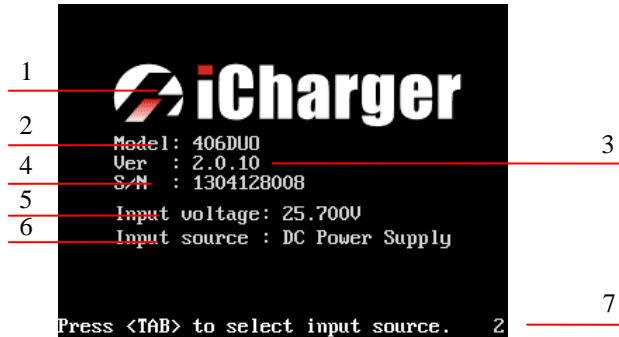 1
iCharger
2
Model: 406DUO
3
Ver : 2.0.10
4
S/N : 1304128008
5
Input voltage: 25.700V
6
Input source : DC Power Supply
7
Press <TAB> to select input source. 2